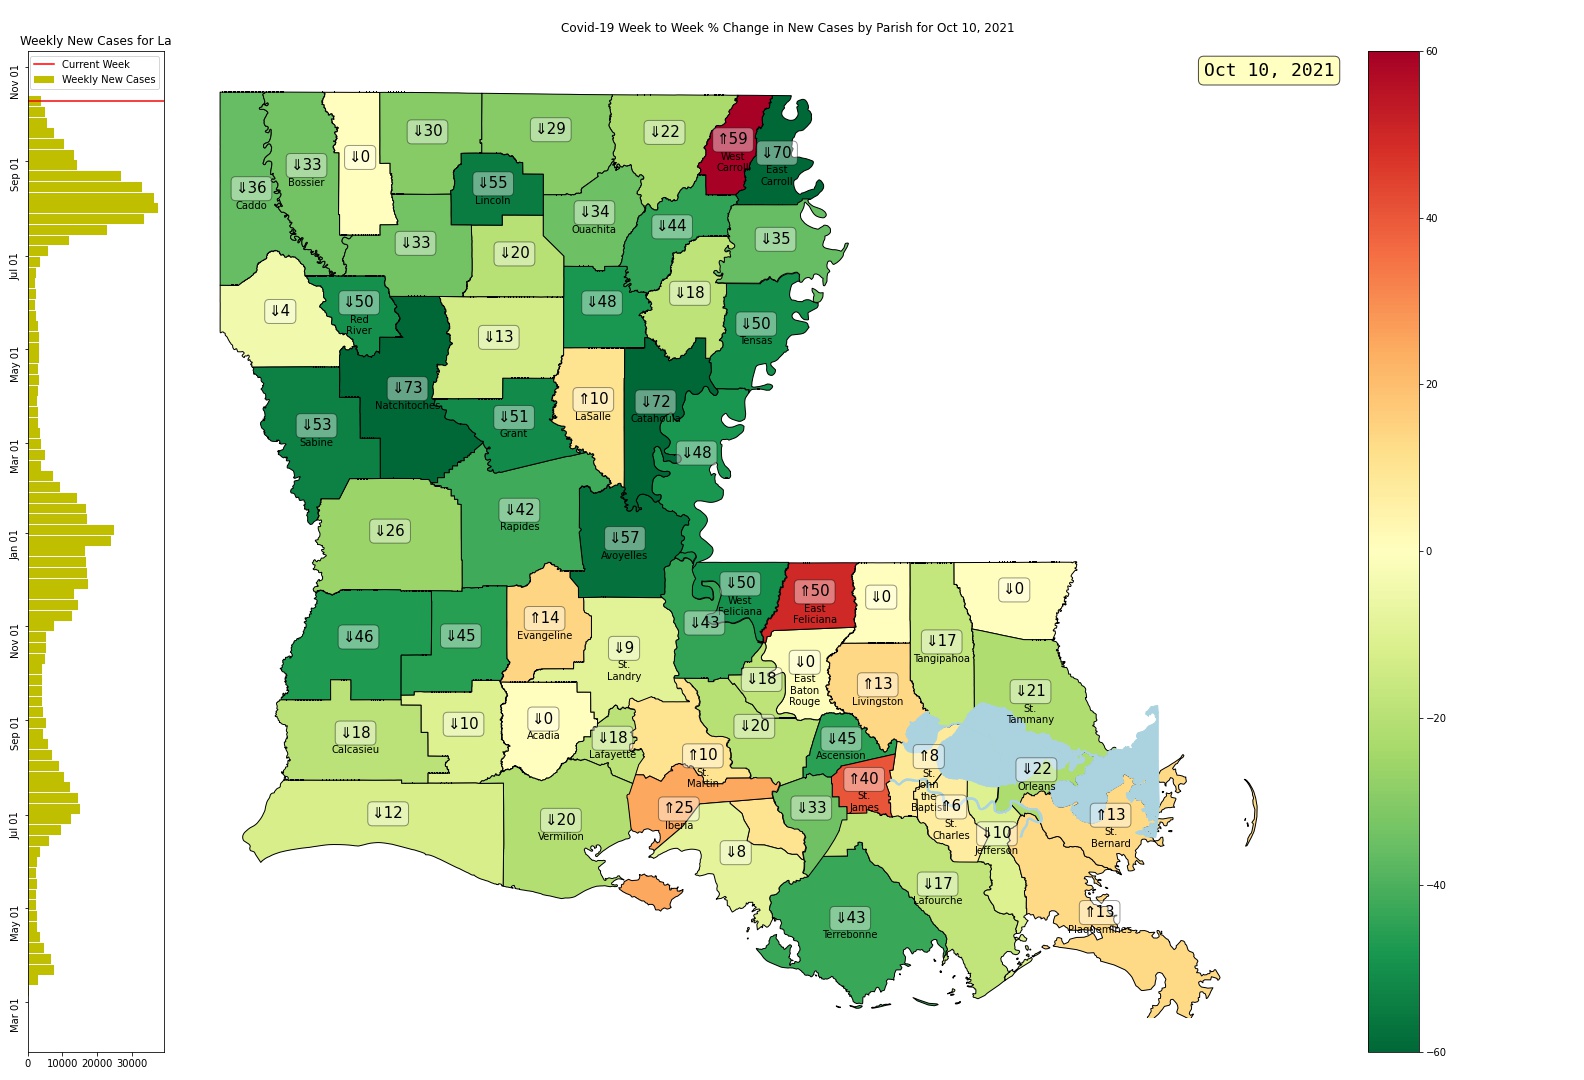 Covid-19 Week to Week % Change in New Cases by Parish for Oct 10, 2021
Weekly New Cases for La
Current Week
Weekly New Cases
Nov 01
Sep 01
Jul 01
May 01
Mar 01
Jan 01
Nov 01
Sep 01
Jul 01
May 01
Mar 01
0 10000 20000 30000
Oct 10, 2021
⇓36
Caddo
⇓33
Bossier
⇓0
⇓30
⇓29
⇓22
⇑59
West
Carroll
⇓70
East
Carroll
⇓55
Lincoln
⇓34
Ouachita
⇓44
⇓35
⇓33
⇓20
⇓4
⇓50
Red
River
⇓13
⇓48
⇓18
⇓50
Tensas
⇓73
Natchitoches
⇓53
Sabine
⇓51
Grant
⇑10
LaSalle
⇓72
Catahoula
⇓48
⇓26
⇓42
Rapides
⇓57
Avoyelles
⇓46
⇓45
⇑14
Evangeline
⇓9
St.
Landry
⇓43
⇓50
West
Feliciana
⇑50
East
Feliciana
⇓0
⇓17
Tangipahoa
⇓0
⇓18
⇓0
East
Baton
Rouge
⇑13
Livingston
⇓21
St.
Tammany
⇓18
Calcasieu
⇓10
⇓0
Acadia
⇓18
Lafayette
⇑10
St.
Martin
⇓20
⇓45
Ascension
⇑8
St.
John
the
Baptist
⇓22
Orleans
⇓12
⇓20
Vermilion
⇑25
Iberia
⇓33
⇑40
St.
James
⇑6
St.
Charles
⇓10
Jefferson
⇑13
St.
Bernard
⇓8
⇓17
Lafourche
⇓43
Terrebonne
⇑13
Plaquemines
60
40
20
0
−20
−40
−60